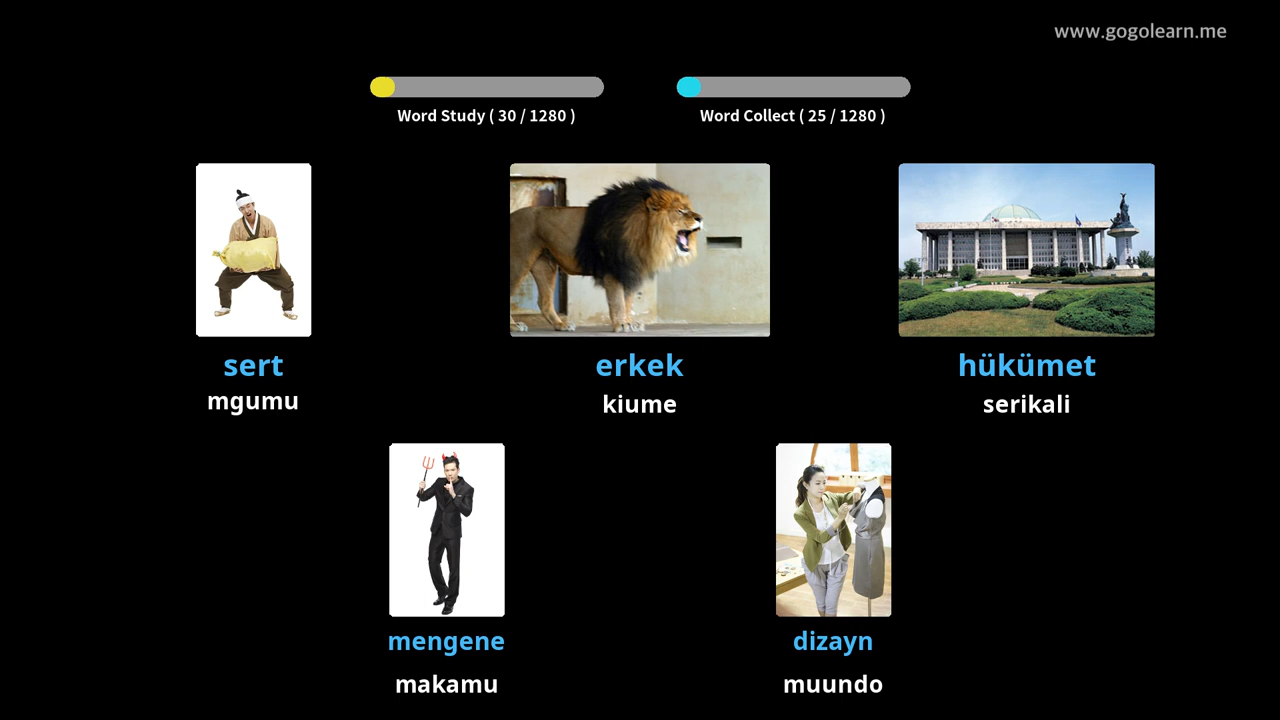 www.gogolearn.me
Word Study ( 30 / 1280 )
Word Collect ( 25 / 1280 )
sert
mgumu
erkek
kiume
hükümet
serikali
mengene
makamu
dizayn
muundo